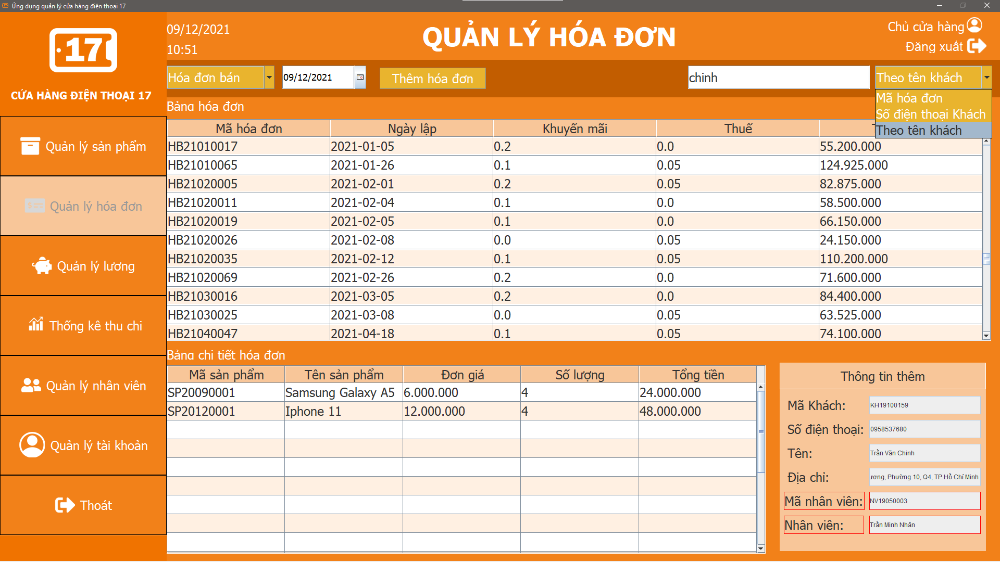 Ứng dụng quản lý cửa hàng điện thoại 17
17
CỬA HÀNG ĐIỆN THOẠI 17
Quản lý sản phẩm
Quản lý hóa đơn
Quản lý lương
Thống kê thu chi
Quản lý nhân viên
Quản lý tài khoản
Thoát
09/12/2021
10:51
QUẢN LÝ HÓA ĐƠN
Chủ cửa hàng
Đăng xuất
Hóa đơn bán 09/12/2021 Thêm hóa đơn chinh Theo tên khách
Mã hóa đơn
Số điện thoại Khách
Theo tên khách
Bảng hóa đơn
Mã hóa đơn Ngày lập Khuyến mãi Thuế
HB21010017 2021-01-05 0.2 0.0 55.200.000
HB21010065 2021-01-26 0.1 0.05 124.925.000
HB21020005 2021-02-01 0.2 0.05 82.875.000
HB21020011 2021-02-04 0.1 0.0 58.500.000
HB21020019 2021-02-05 0.1 0.0 66.150.000
HB21020026 2021-02-08 0.0 0.05 24.150.000
HB21020035 2021-02-12 0.1 0.05 110.200.000
HB21020069 2021-02-26 0.2 0.0 71.600.000
HB21030016 2021-03-05 0.2 0.0 84.400.000
HB21030025 2021-03-08 0.0 0.05 63.525.000
HB21040047 2021-04-18 0.1 0.05 74.100.000
Bảng chi tiết hóa đơn
Mã sản phẩm Tên sản phẩm Đơn giá Số lượng Tổng tiền
SP20090001 Samsung Galaxy A5 6.000.000 4 24.000.000
SP20120001 Iphone 11 12.000.000 4 48.000.000
Thông tin thêm
Mã Khách: KH19100159
Số điện thoại: 0958537680
Tên: Trần Văn Chinh
Địa chỉ: ương, Phường 10, Q4, TP Hồ Chí Minh
Mã nhân viên: NV19050003
Nhân viên: Trần Minh Nhân